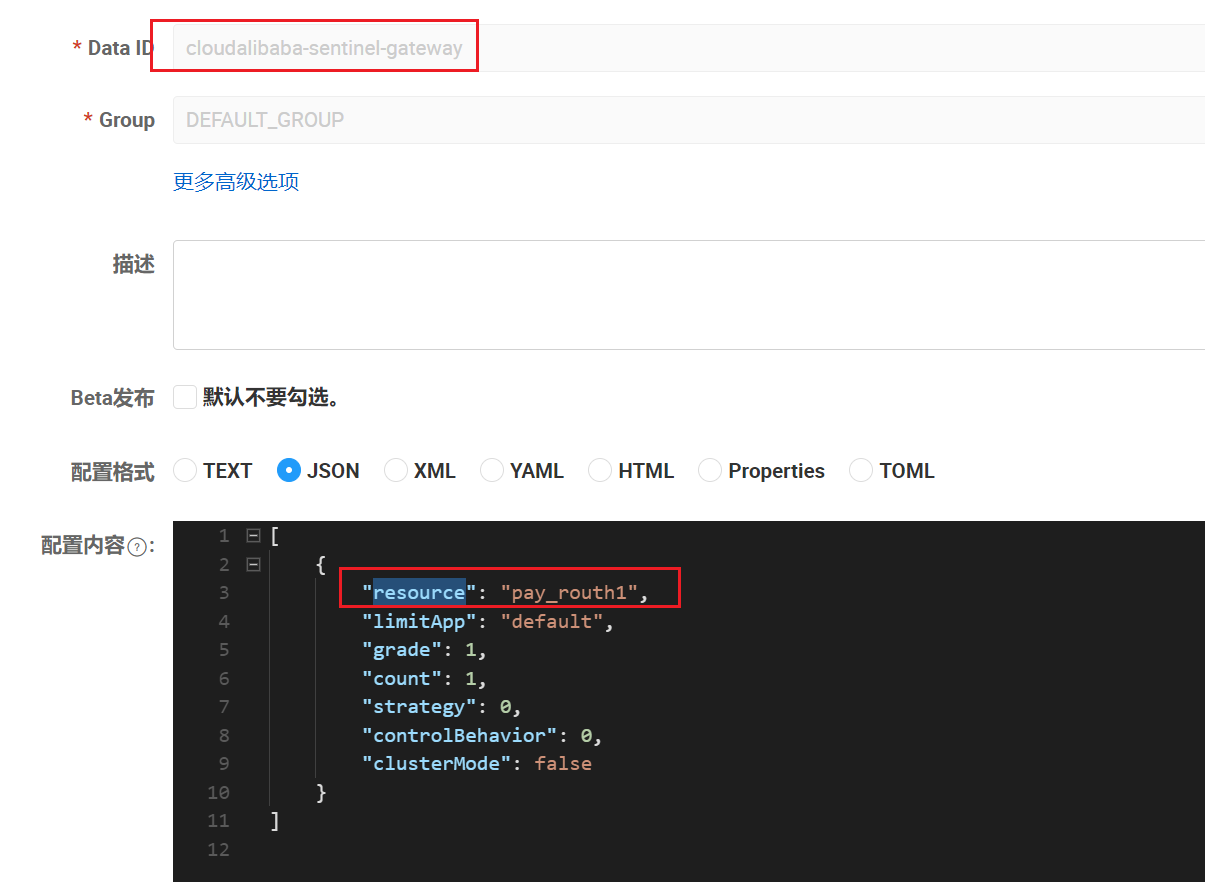 * Data ID cloudalibaba-sentinel-gateway
* Group DEFAULT_GROUP
更多高级选项
描述
Beta发布 默认不要勾选。
配置格式 TEXT JSON XML YAML HTML Properties TOML
配置内容?:
1 [
2 {
3 "resource": "pay_routh1",
4 "limitApp": "default",
5 "grade": 1,
6 "count": 1,
7 "strategy": 0,
8 "controlBehavior": 0,
9 "clusterMode": false
10 }
11 ]
12